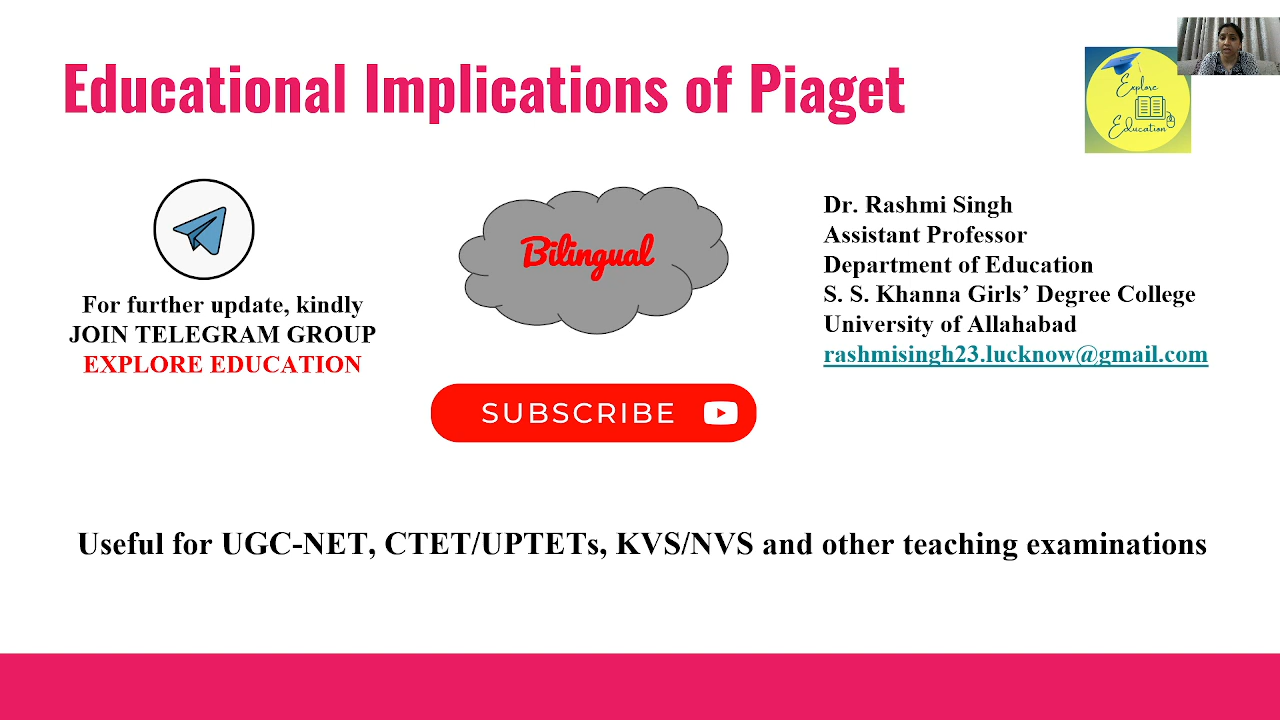 Educational Implications of Piaget
Explore
Education
For further update, kindly
JOIN TELEGRAM GROUP
EXPLORE EDUCATION
Bilingual
SUBSCRIBE
Dr. Rashmi Singh
Assistant Professor
Department of Education
S. S. Khanna Girls’ Degree College
University of Allahabad
rashmisingh23.lucknow@gmail.com
Useful for UGC-NET, CTET/UPTETs, KVS/NVS and other teaching examinations